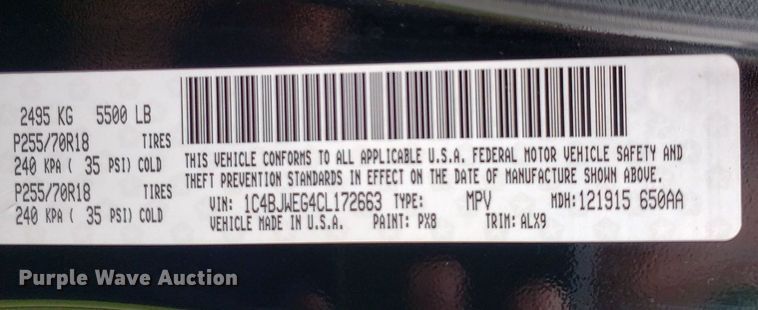 2495 KG 5500 LB
P255/70R18 TIRES
240 KPA ( 35 PSI) COLD
P255/70R18 TIRES
240 KPA ( 35 PSI) COLD
THIS VEHICLE CONFORMS TO ALL APPLICABLE U.S.A. FEDERAL MOTOR VEHICLE SAFETY AND
THEFT PREVENTION STANDARDS IN EFFECT ON THE DATE OF MANUFACTURE SHOWN ABOVE.
VIN: 1C4BJWEG4CL172663 TYPE: MPV MDH: 121915 650AA
VEHICLE MADE IN U.S.A. PAINT: PX8 TRIM: ALX9
Purple Wave Auction